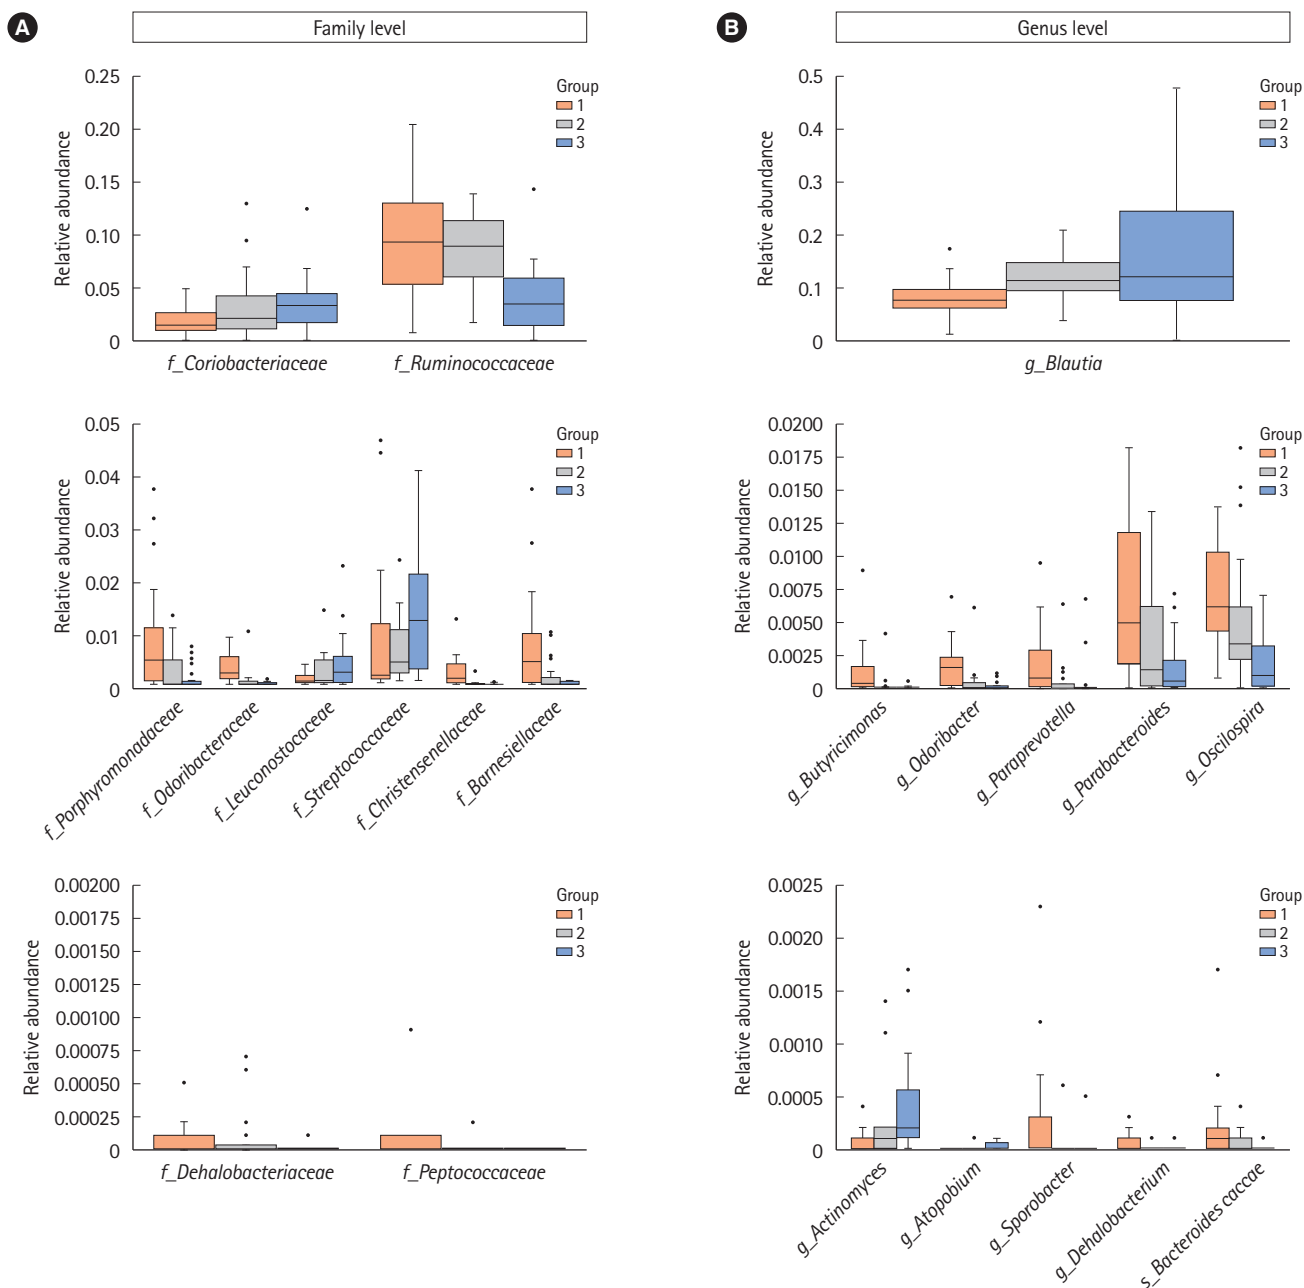 A
Family level
0.25
0.20
0.15
0.10
0.05
0
Relative abundance
Group
1
2
3
f_Coriobacteriaceae
f_Ruminococcaceae
0.05
0.04
0.03
0.02
0.01
0
Relative abundance
Group
1
2
3
f_Porphyromonadaceae
f_Odoribacteraceae
f_Leuconostocaceae
f_Streptococcaceae
f_Christensenellaceae
f_Barnesiellaceae
0.00200
0.00175
0.00150
0.00125
0.00100
0.00075
0.00050
0.00025
0
Relative abundance
Group
1
2
3
f_Dehalobacteriaceae
f_Peptococcaceae
B
Genus level
0.5
0.4
0.3
0.2
0.1
0
Relative abundance
Group
1
2
3
g_Blautia
0.0200
0.0175
0.0150
0.0125
0.0100
0.0075
0.0050
0.0025
0
Relative abundance
Group
1
2
3
g_Butyricimonas
g_Odoribacter
g_Paraprevotella
g_Parabacteroides
g_Oscilospira
0.0025
0.0020
0.0015
0.0010
0.0005
0
Relative abundance
Group
1
2
3
g_Actinomyces
g_Atopobium
g_Sporobacter
g_Dehalobacterium
s_Bacteroides caccae